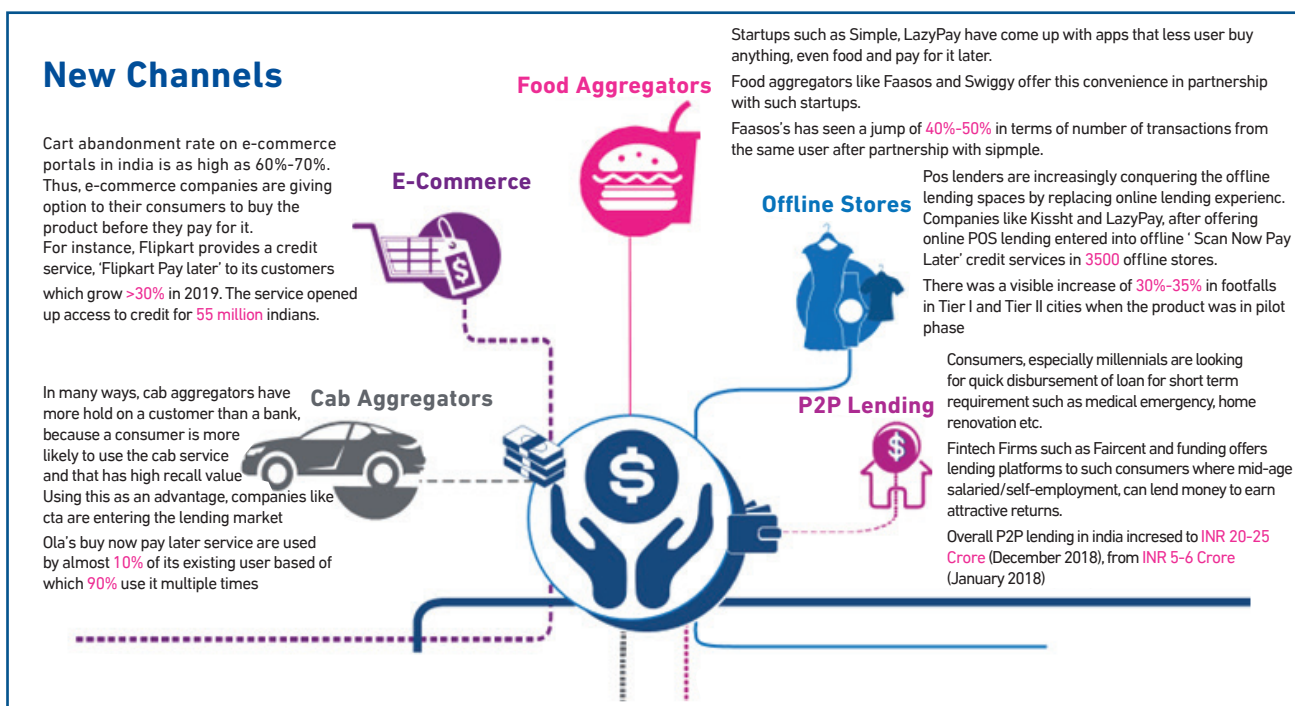 New Channels
Cart abandonment rate on e-commerce
portals in india is as high as 60%-70%.
Thus, e-commerce companies are giving
option to their consumers to buy the
product before they pay for it.
For instance, Flipkart provides a credit
service, ‘Flipkart Pay later’ to its customers
which grow >30% in 2019. The service opened
up access to credit for 55 million indians.
E-Commerce
Food Aggregators
Startups such as Simple, LazyPay have come up with apps that less user buy
anything, even food and pay for it later.
Food aggregators like Faasos and Swiggy offer this convenience in partnership
with such startups.
Faasos's has seen a jump of 40%-50% in terms of number of transactions from
the same user after partnership with sipmple.
Offline Stores
Pos lenders are increasingly conquering the offline
lending spaces by replacing online lending experienc.
Companies like Kissht and LazyPay, after offering
online POS lending entered into offline ‘ Scan Now Pay
Later’ credit services in 3500 offline stores.
There was a visible increase of 30%-35% in footfalls
in Tier I and Tier II cities when the product was in pilot
phase
In many ways, cab aggregators have
more hold on a customer than a bank,
because a consumer is more
likely to use the cab service
and that has high recall value
Using this as an advantage, companies like
cta are entering the lending market
Ola's buy now pay later service are used
by almost 10% of its existing user based of
which 90% use it multiple times
Cab Aggregators
P2P Lending
Consumers, especially millennials are looking
for quick disbursement of loan for short term
requirement such as medical emergency, home
renovation etc.
Fintech Firms such as Faircent and funding offers
lending platforms to such consumers where mid-age
salaried/self-employment, can lend money to earn
attractive returns.
Overall P2P lending in india incresed to INR 20-25
Crore (December 2018), from INR 5-6 Crore
(January 2018)
$
$
$